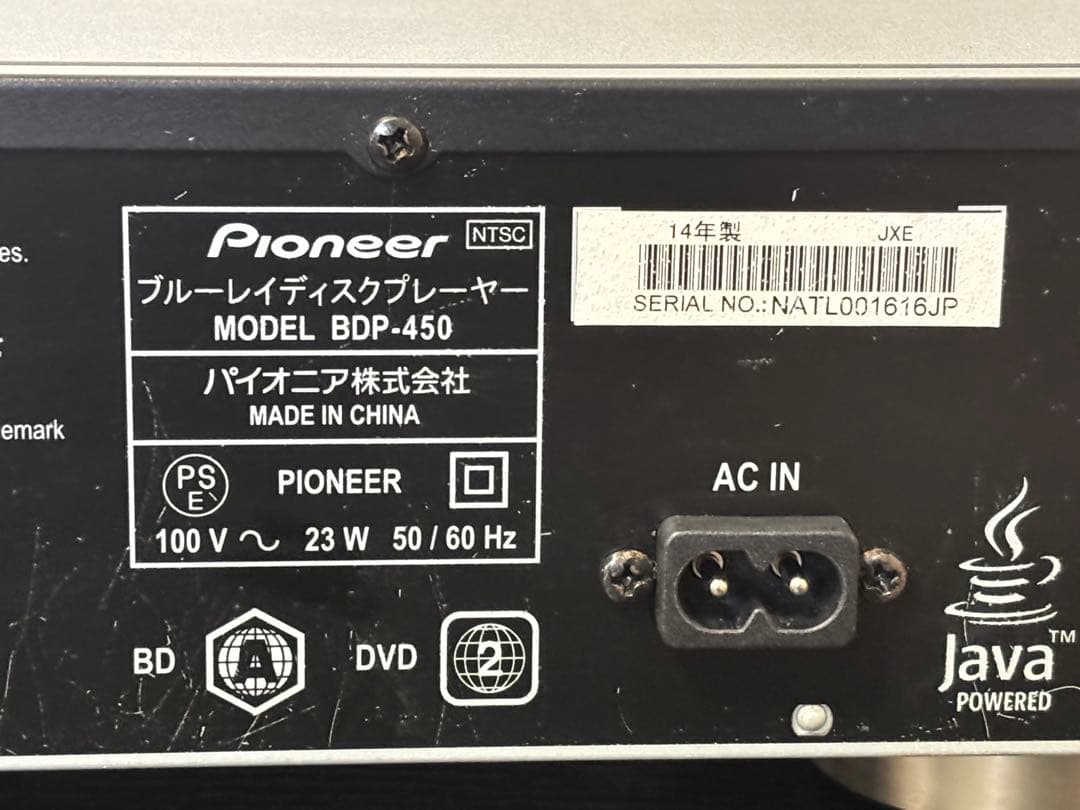 es.
emark
Pioneer NTSC
ブルーレイディスクプレーヤー
MODEL BDP-450
パイオニア株式会社
MADE IN CHINA
PS
E
PIONEER
100 V ～ 23 W 50 / 60 Hz
BD A DVD 2
14年製 JXE
SERIAL NO.:NATL001616JP
AC IN
Java™
POWERED